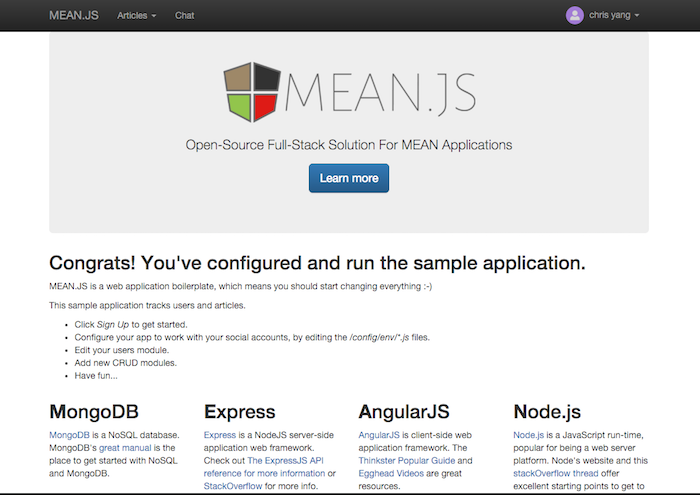 MEAN.JS Articles Chat chris yang
MEAN.JS
Open-Source Full-Stack Solution For MEAN Applications
Learn more
Congrats! You've configured and run the sample application.
MEAN.JS is a web application boilerplate, which means you should start changing everything :-)
This sample application tracks users and articles.
• Click Sign Up to get started.
• Configure your app to work with your social accounts, by editing the /config/env/*.js files.
• Edit your users module.
• Add new CRUD modules.
• Have fun...
MongoDB
MongoDB is a NoSQL database.
MongoDB's great manual is the
place to get started with NoSQL
and MongoDB.
Express
Express is a NodeJS server-side
application web framework.
Check out The ExpressJS API
reference for more information or
StackOverflow for more info.
AngularJS
AngularJS is client-side web
application framework. The
Thinkster Popular Guide and
Egghead Videos are great
resources.
Node.js
Node.js is a JavaScript run-time,
popular for being a web server
platform. Node's website and this
stackOverflow thread offer
excellent starting points to get to